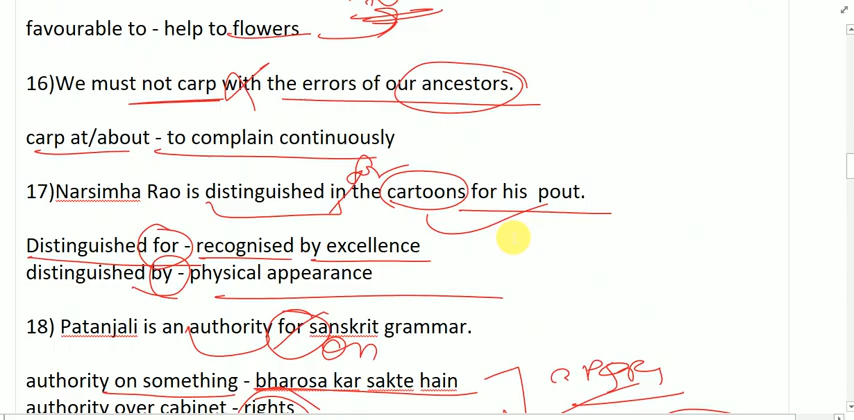 favourable to - help to flowers
16)We must not carp with the errors of our ancestors.
carp at/about - to complain continuously
for
17)Narsimha Rao is distinguished in the cartoons for his pout.
Distinguished for - recognised by excellence
distinguished by - physical appearance
18) Patanjali is an authority for sanskrit grammar.
on
authority on something - bharosa kar sakte hain
authority over cabinet - rights